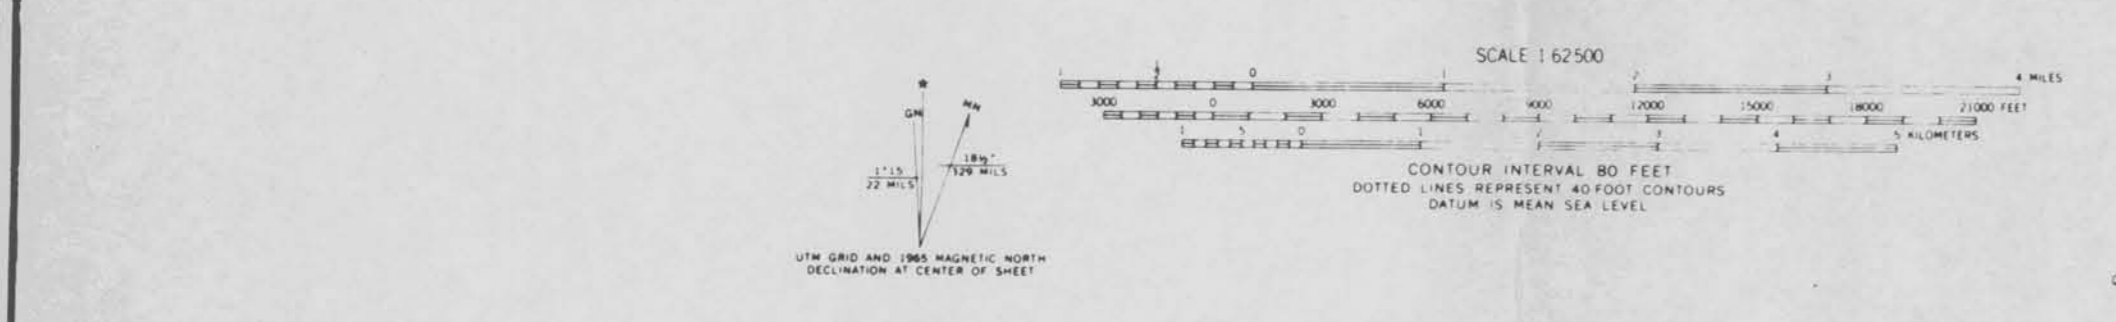 ★
GN
MN
1°15
22 MILS
18½°
329 MILS
UTM GRID AND 1965 MAGNETIC NORTH
DECLINATION AT CENTER OF SHEET
SCALE 1 62500
1 ½ 0 1 2 3 4 MILES
3000 0 3000 6000 9000 12000 15000 18000 21000 FEET
1 5 0 1 2 3 4 5 KILOMETERS
CONTOUR INTERVAL 80 FEET
DOTTED LINES REPRESENT 40 FOOT CONTOURS
DATUM IS MEAN SEA LEVEL